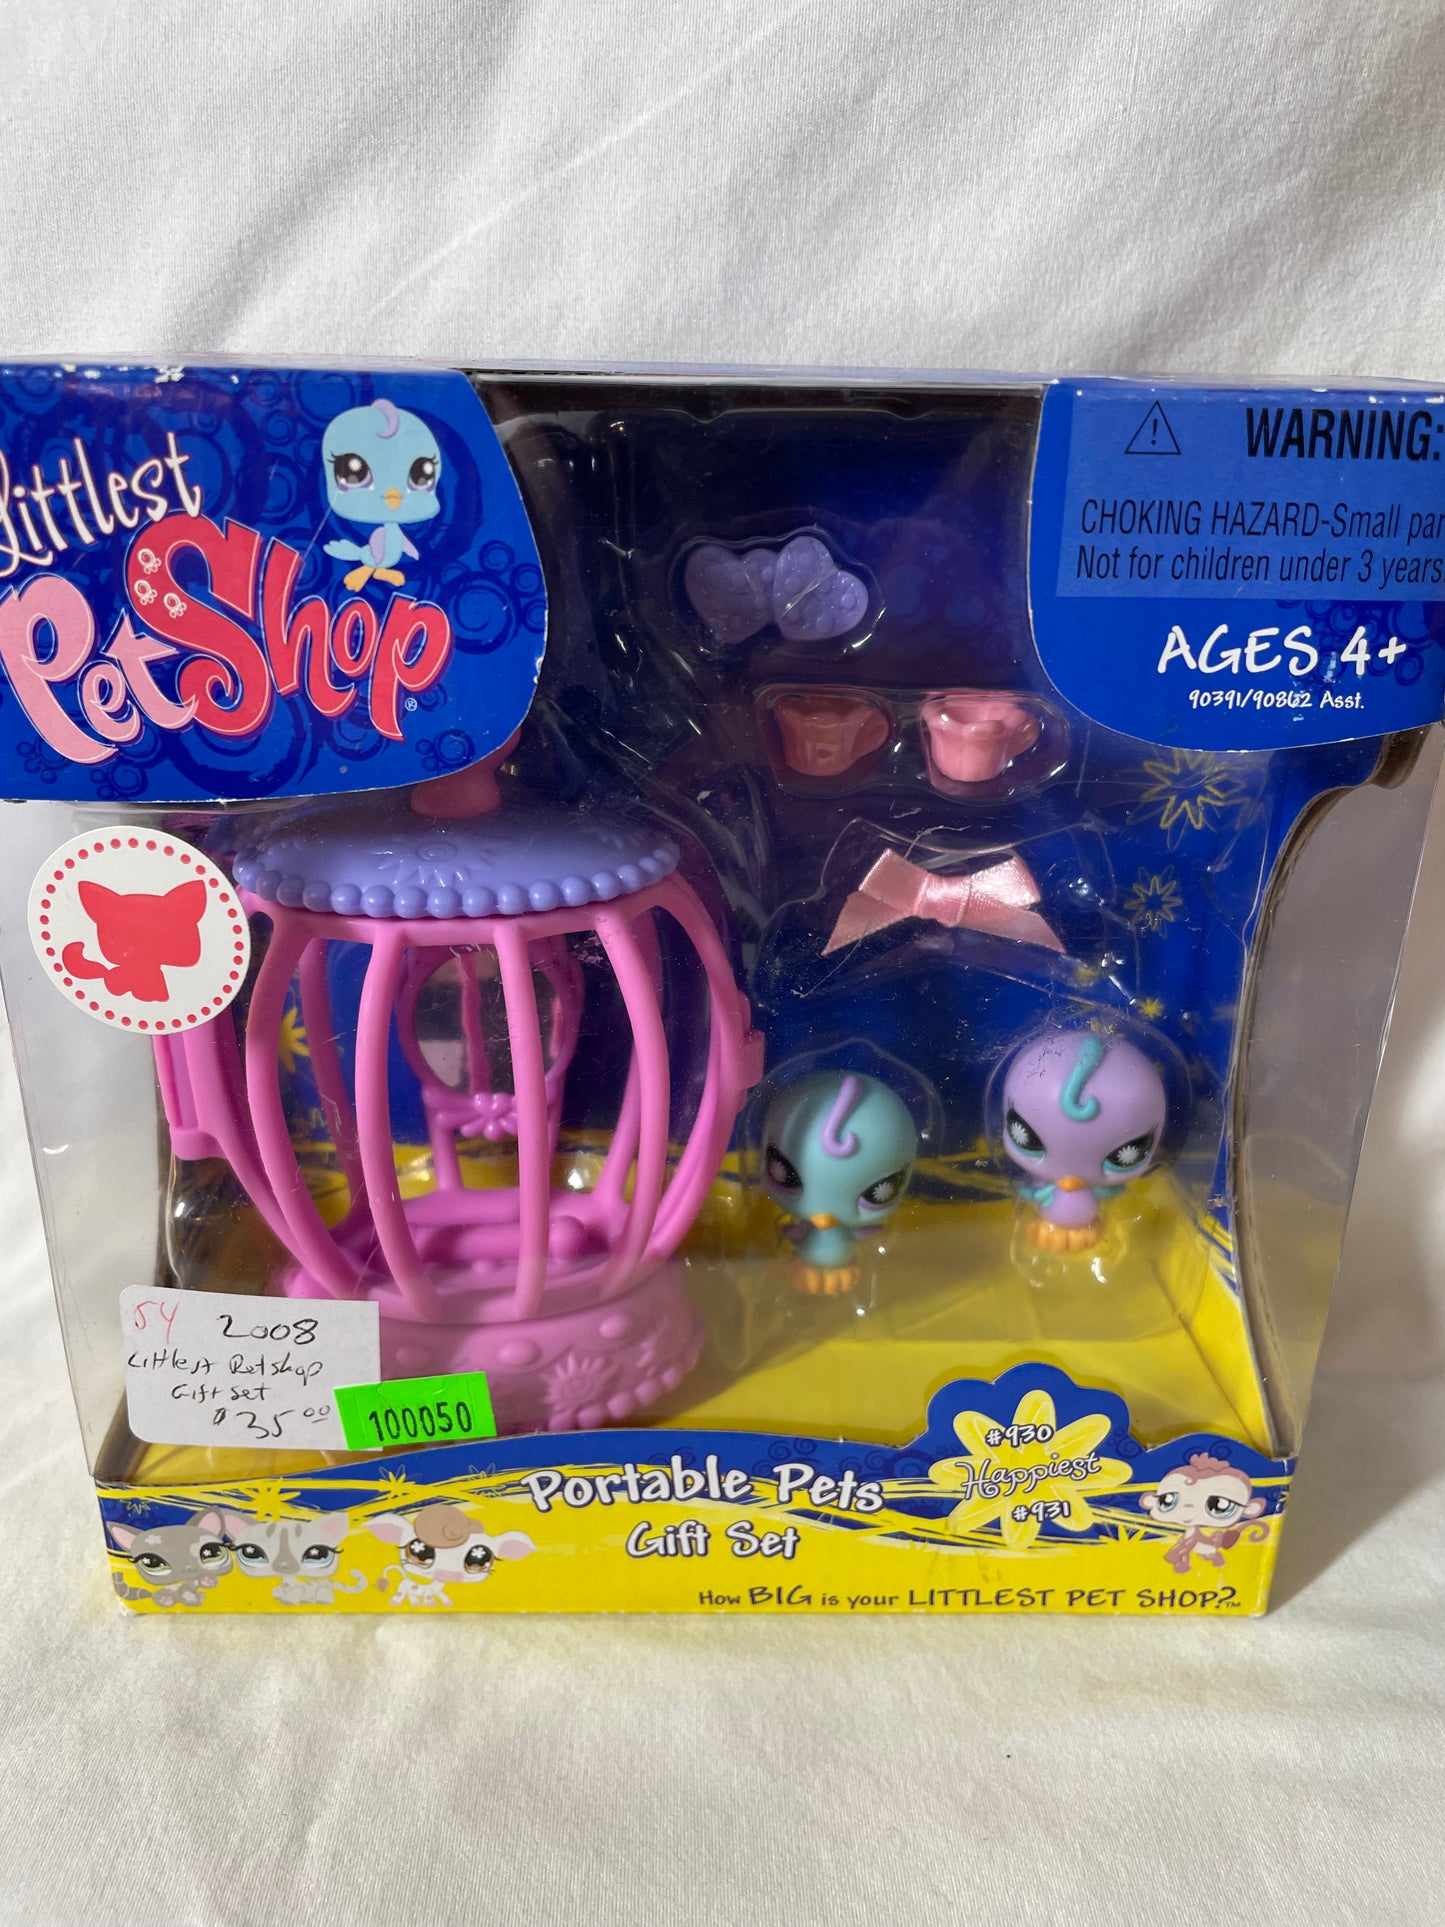 Littlest
PetShop®
WARNING:
CHOKING HAZARD-Small par
Not for children under 3 years.
AGES 4+
90391/90862 Asst.
54 2008
Littlest Petshop
Gift set
$35.00
100050
#930
Happiest
#931
Portable Pets
Gift Set
How BIG is your LITTLEST PET SHOP?™